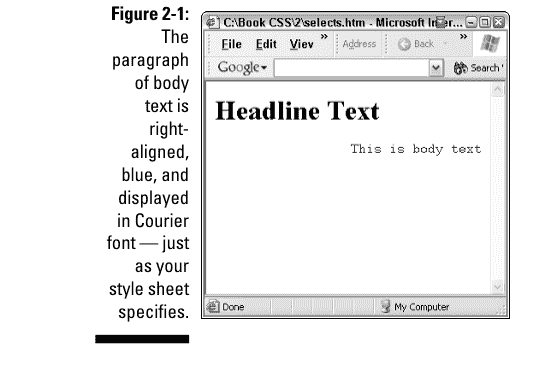 Figure 2-1:
The
paragraph
of body
text is
right-
aligned,
blue, and
displayed
in Courier
font — just
as your
style sheet
specifies.
C:\Book CSS\2\selects.htm - Microsoft
File Edit View » Address Back »
Google Search
Headline Text
This is body text
Done My Computer